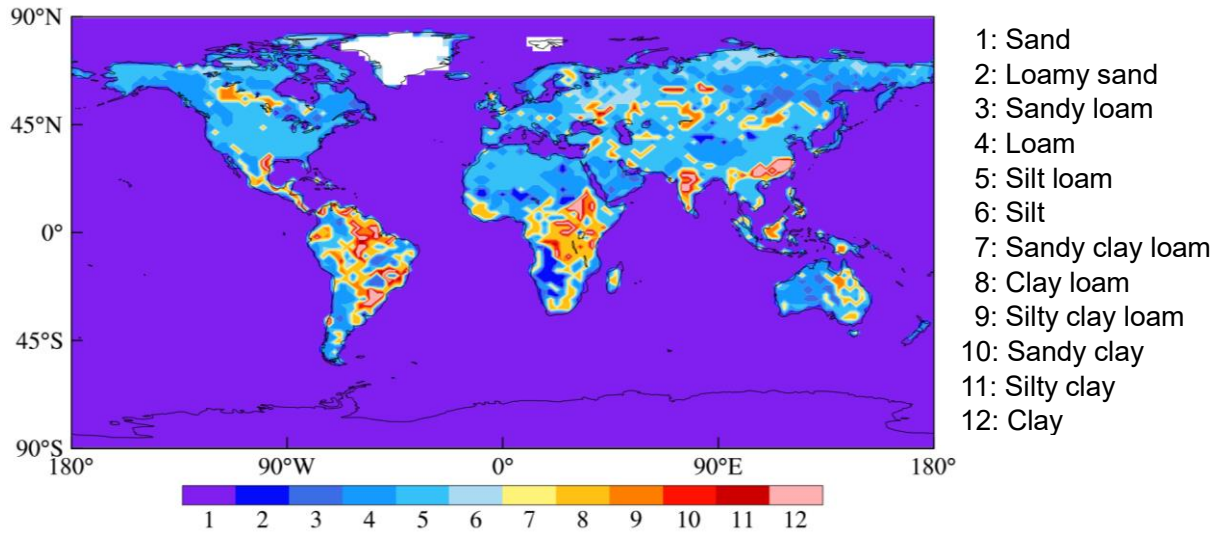 90°N
45°N
0°
45°S
90°S
180° 90°W 0° 90°E 180°
1 2 3 4 5 6 7 8 9 10 11 12
1: Sand
2: Loamy sand
3: Sandy loam
4: Loam
5: Silt loam
6: Silt
7: Sandy clay loam
8: Clay loam
9: Silty clay loam
10: Sandy clay
11: Silty clay
12: Clay